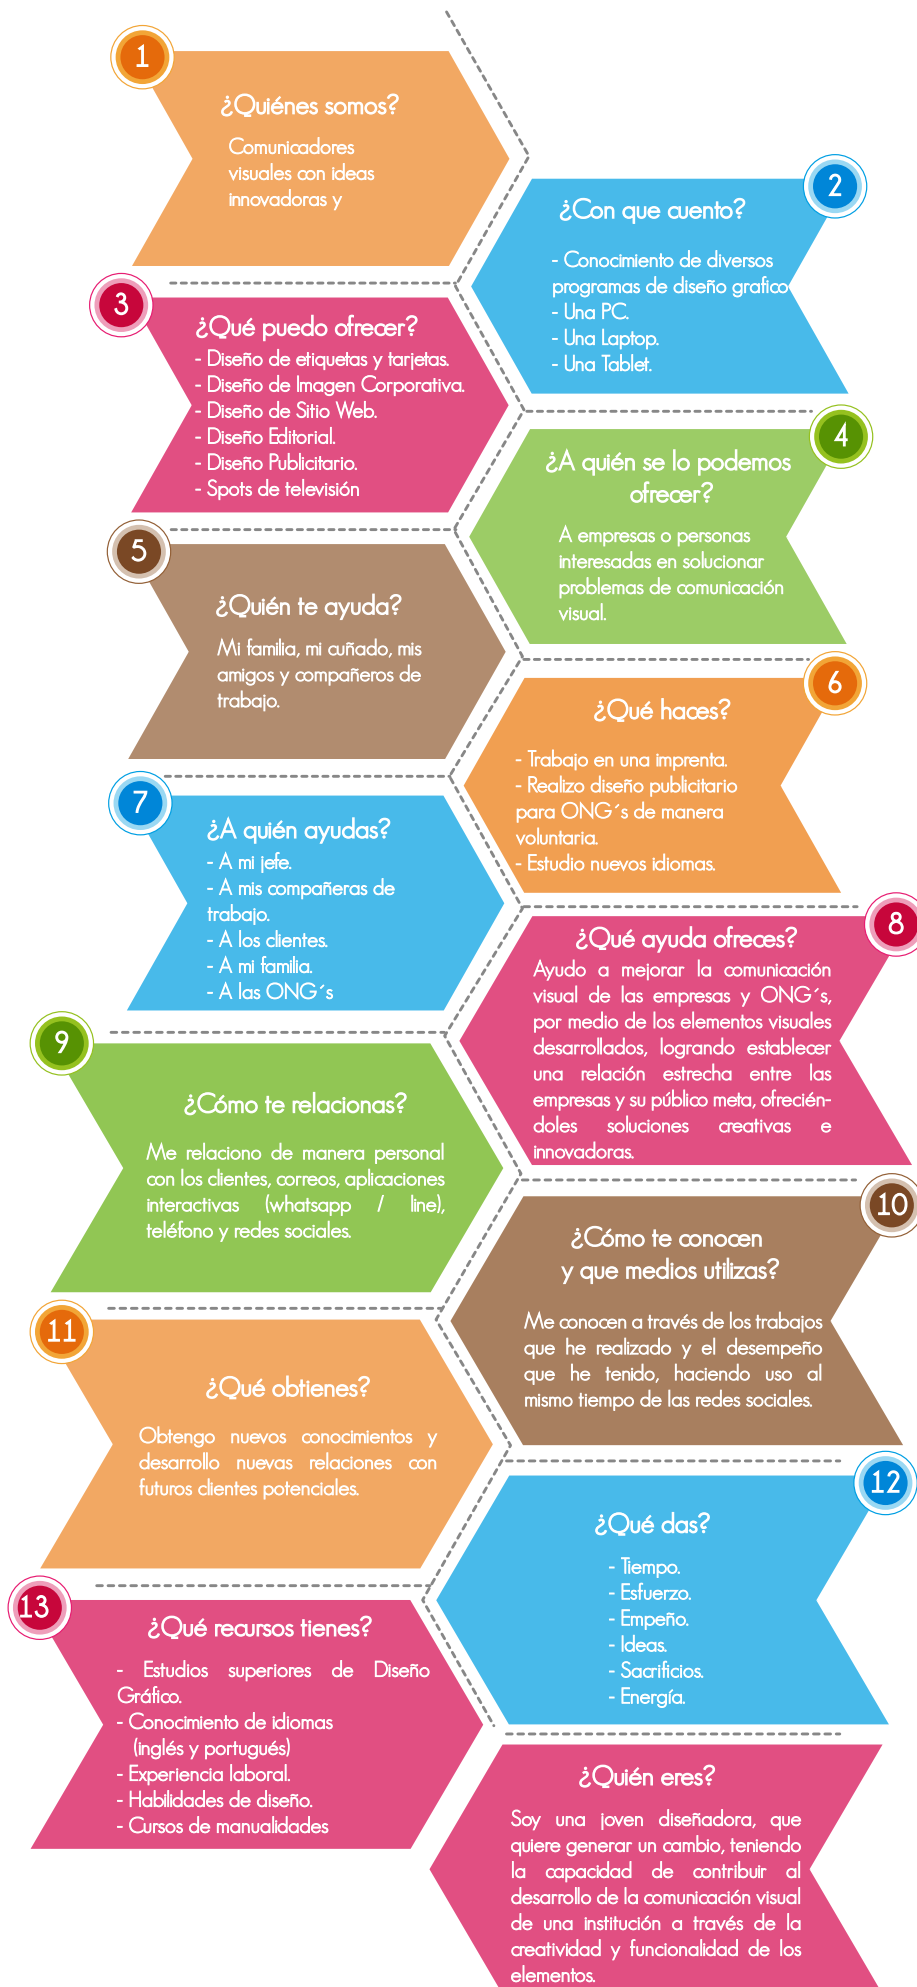 1
¿Quiénes somos?
Comunicadores
visuales con ideas
innovadoras y
2
¿Con que cuento?
- Conocimiento de diversos
programas de diseño grafico
- Una PC.
- Una Laptop.
- Una Tablet.
3
¿Qué puedo ofrecer?
- Diseño de etiquetas y tarjetas.
- Diseño de Imagen Corporativa.
- Diseño de Sitio Web.
- Diseño Editorial.
- Diseño Publicitario.
- Spots de televisión
4
¿A quién se lo podemos
ofrecer?
A empresas o personas
interesadas en solucionar
problemas de comunicación
visual.
5
¿Quién te ayuda?
Mi familia, mi cuñado, mis
amigos y compañeros de
trabajo.
6
¿Qué haces?
- Trabajo en una imprenta.
- Realizo diseño publicitario
para ONG´s de manera
voluntaria.
- Estudio nuevos idiomas.
7
¿A quién ayudas?
- A mi jefe.
- A mis compañeras de
trabajo.
- A los clientes.
- A mi familia.
- A las ONG´s
8
¿Qué ayuda ofreces?
Ayudo a mejorar la comunicación
visual de las empresas y ONG´s,
por medio de los elementos visuales
desarrollados, logrando establecer
una relación estrecha entre las
empresas y su público meta, ofrecién-
doles soluciones creativas e
innovadoras.
9
¿Cómo te relacionas?
Me relaciono de manera personal
con los clientes, correos, aplicaciones
interactivas (whatsapp / line),
teléfono y redes sociales.
10
¿Cómo te conocen
y que medios utilizas?
Me conocen a través de los trabajos
que he realizado y el desempeño
que he tenido, haciendo uso al
mismo tiempo de las redes sociales.
11
¿Qué obtienes?
Obtengo nuevos conocimientos y
desarrollo nuevas relaciones con
futuros clientes potenciales.
12
¿Qué das?
- Tiempo.
- Esfuerzo.
- Empeño.
- Ideas.
- Sacrificios.
- Energía.
13
¿Qué recursos tienes?
- Estudios superiores de Diseño
Gráfico.
- Conocimiento de idiomas
(inglés y portugués)
- Experiencia laboral.
- Habilidades de diseño.
- Cursos de manualidades
¿Quién eres?
Soy una joven diseñadora, que
quiere generar un cambio, teniendo
la capacidad de contribuir al
desarrollo de la comunicación visual
de una institución a través de la
creatividad y funcionalidad de los
elementos.